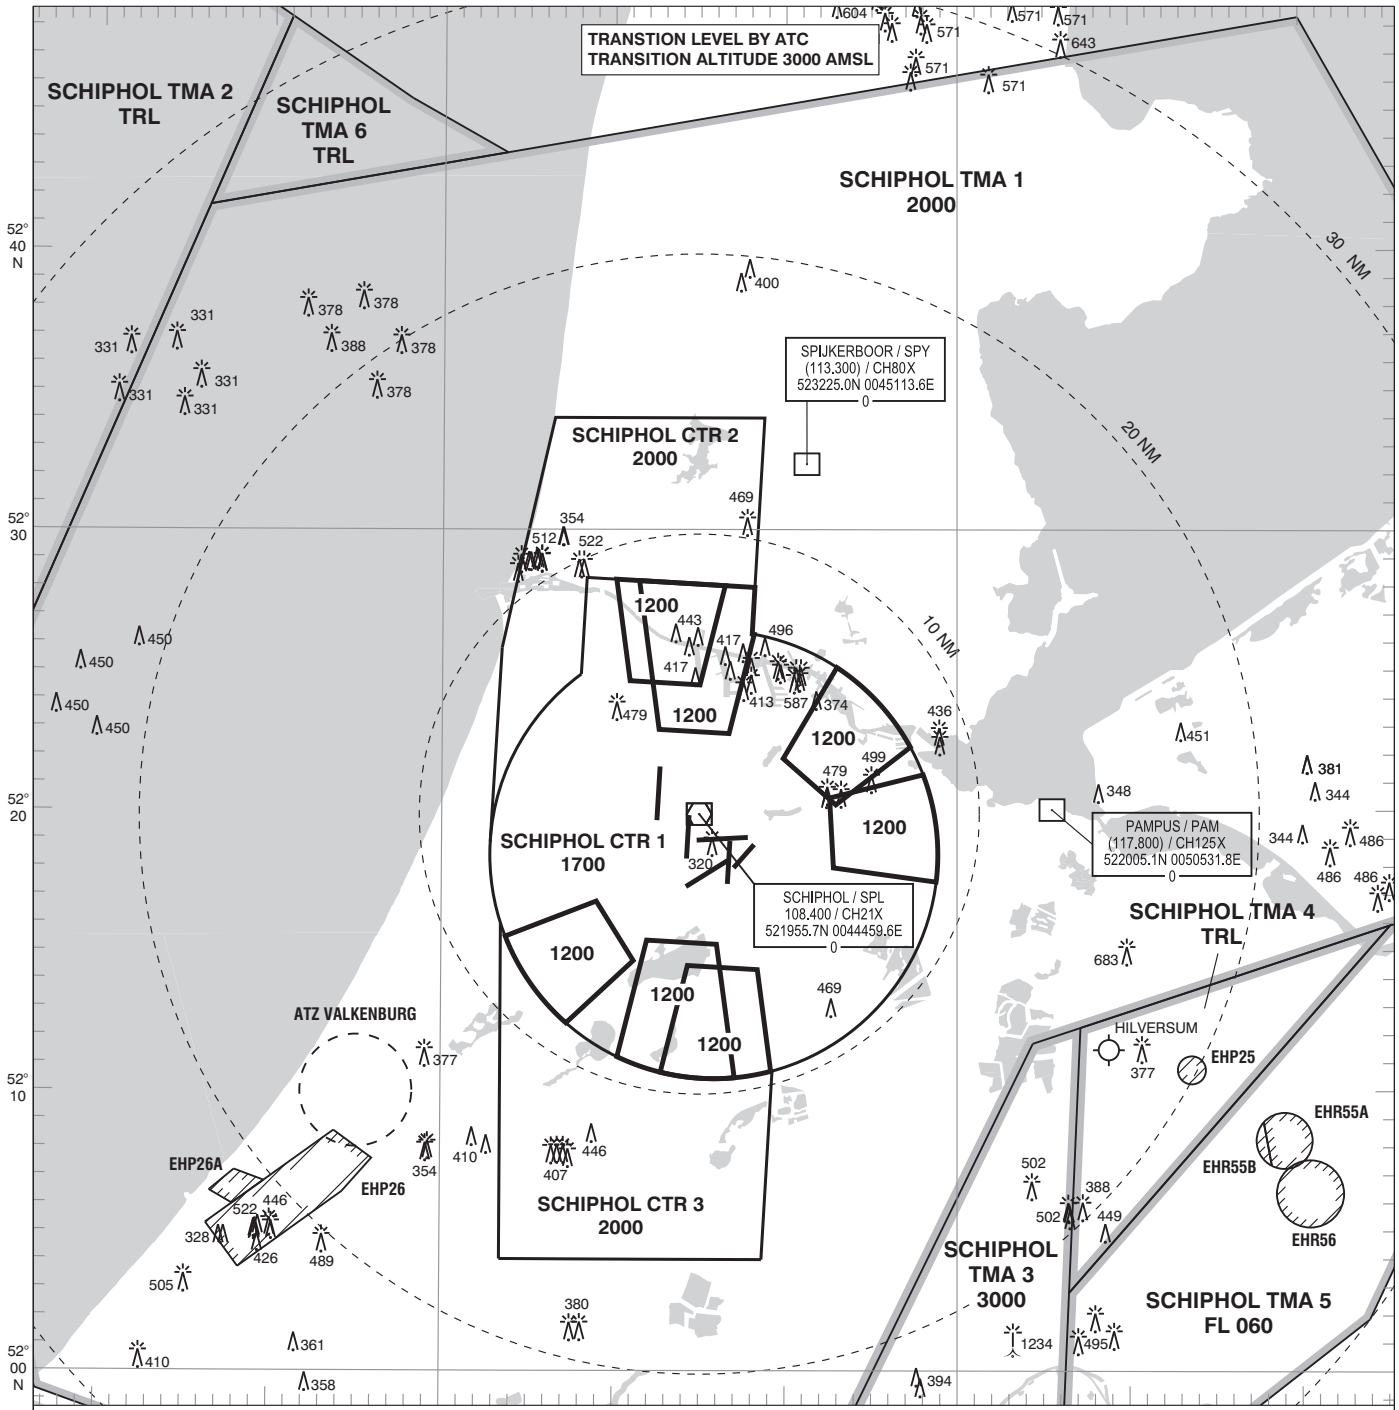 604
571
571
571
643
TRANSTION LEVEL BY ATC
TRANSITION ALTITUDE 3000 AMSL
571
571
SCHIPHOL TMA 2
TRL
SCHIPHOL
TMA 6
TRL
SCHIPHOL TMA 1
2000
52°
40
N
30 NM
400
378
378
331
331
388
378
331
331
331
378
SPIJKERBOOR / SPY
(113.300) / CH80X
523225.0N 0045113.6E
0
20 NM
SCHIPHOL CTR 2
2000
469
52°
30
354
512
522
1200
443
417
496
10 NM
450
450
417
450
450
479
1200
413
587
374
436
451
1200
499
479
381
344
348
52°
20
SCHIPHOL CTR 1
1700
320
1200
PAMPUS / PAM
(117.800) / CH125X
522005.1N 0050531.8E
0
344
486
486
486
SCHIPHOL / SPL
108.400 / CH21X
521955.7N 0044459.6E
0
SCHIPHOL TMA 4
TRL
1200
683
1200
469
ATZ VALKENBURG
HILVERSUM
1200
377
377
EHP25
52°
10
EHR55A
EHR55B
354
410
446
407
EHP26A
EHP26
502
388
EHR56
SCHIPHOL CTR 3
2000
446
522
328
426
489
502
449
505
SCHIPHOL
TMA 3
3000
SCHIPHOL TMA 5
FL 060
380
361
1234
495
52°
00
N
410
358
394